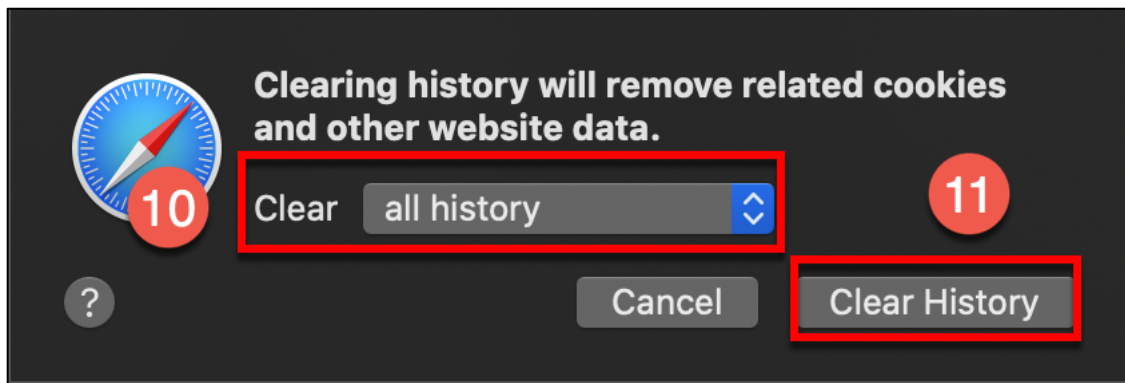 Clearing history will remove related cookies
and other website data.
10
Clear all history
11
? Cancel Clear History